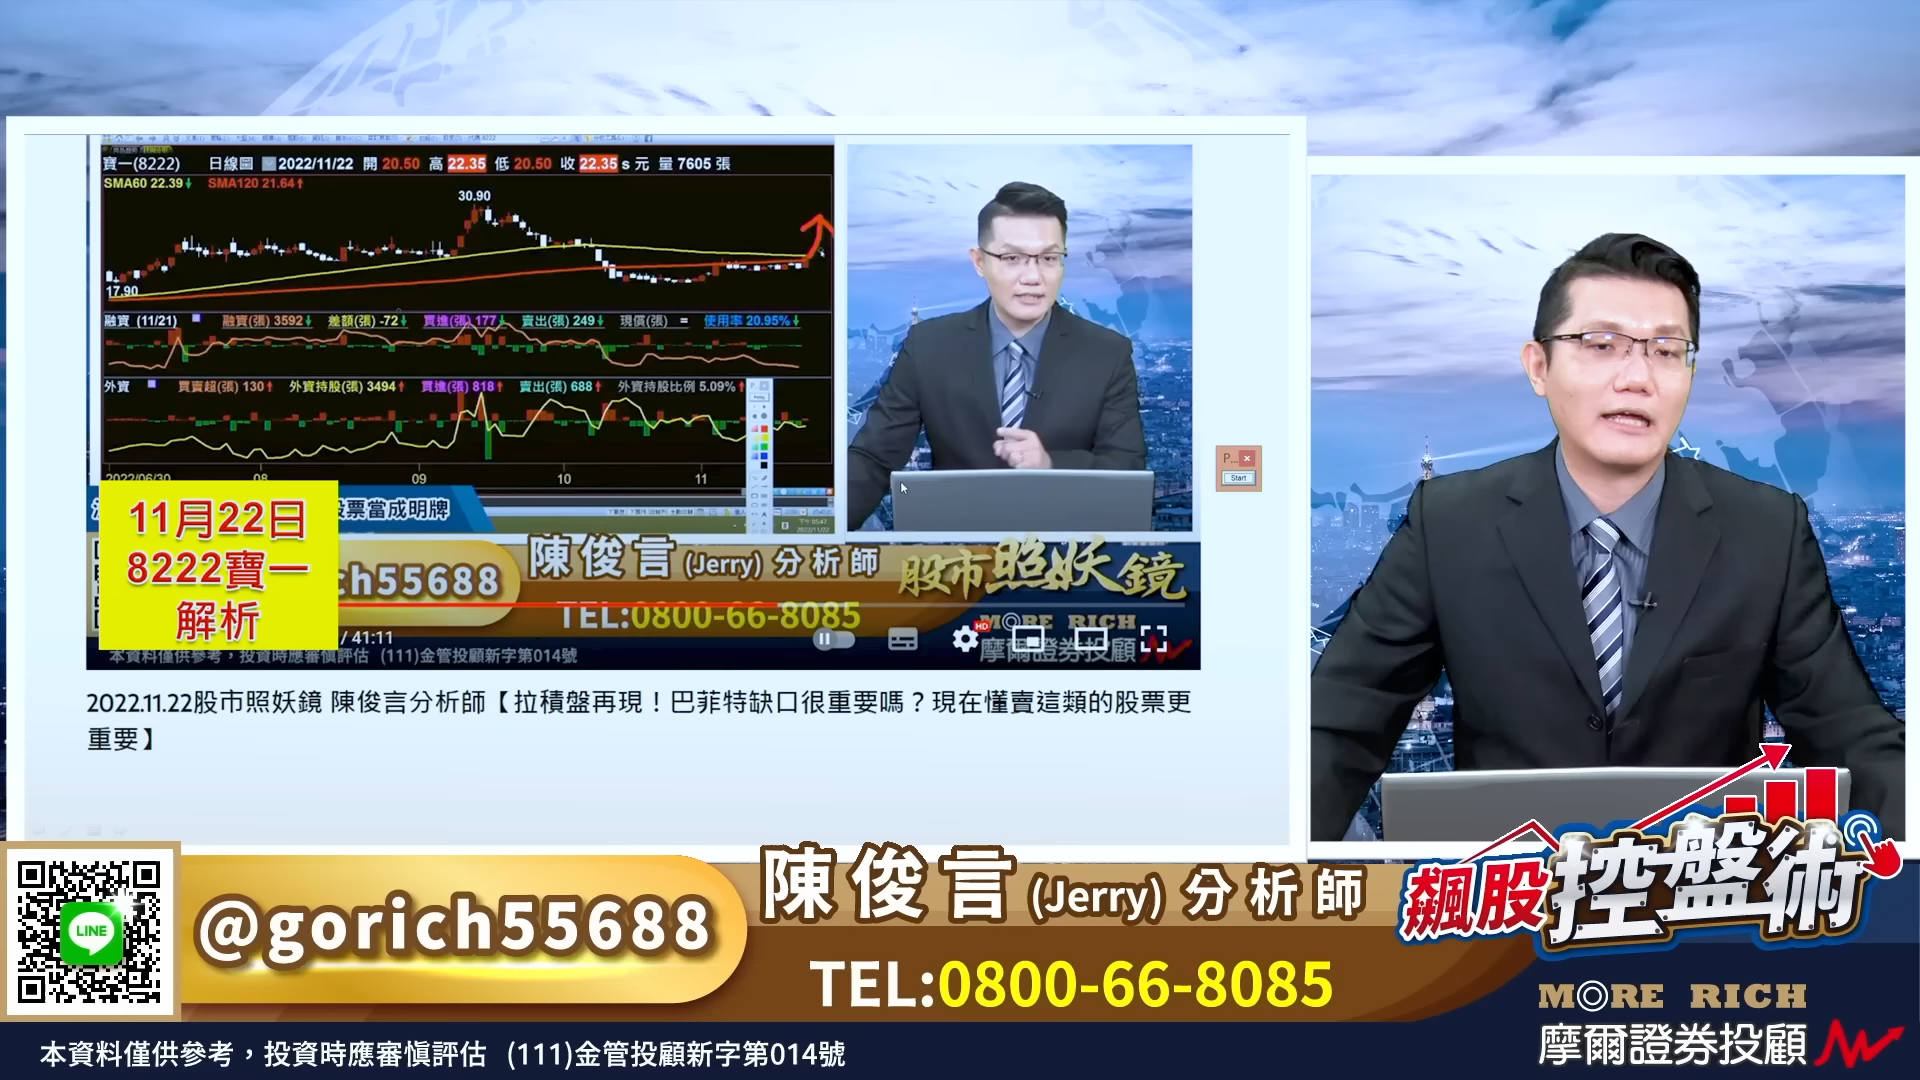 寶一(8222) 日線圖 2022/11/22 開 20.50 高 22.35 低 20.50 收 22.35 s 元 量 7605 張
SMA60 22.39↓ SMA120 21.64↑
30.90
17.90
融資 (11/21) 融資(張) 3592↓ 差額(張) -72↓ 買進(張) 177↓ 賣出(張) 249↓ 現償(張) = 使用率 20.95%↓
外資 買賣超(張) 130↑ 外資持股(張) 3494↑ 買進(張) 818↑ 賣出(張) 688↑ 外資持股比例 5.09%↑
2022/06/30 08 09 10 11
股票當成明牌
11月22日
8222寶一
解析
ch55688
陳俊言(Jerry)分析師
股市照妖鏡
TEL:0800-66-8085
MORE RICH
摩爾證券投顧
/ 41:11
HD
本資料僅供參考，投資時應審慎評估 (111)金管投顧新字第014號
P...
Start
2022.11.22股市照妖鏡 陳俊言分析師【拉積盤再現！巴菲特缺口很重要嗎？現在懂賣這類的股票更
重要】
LINE
@gorich55688
陳俊言(Jerry)分析師
TEL:0800-66-8085
飆股控盤術
MORE RICH
摩爾證券投顧
本資料僅供參考，投資時應審慎評估 (111)金管投顧新字第014號